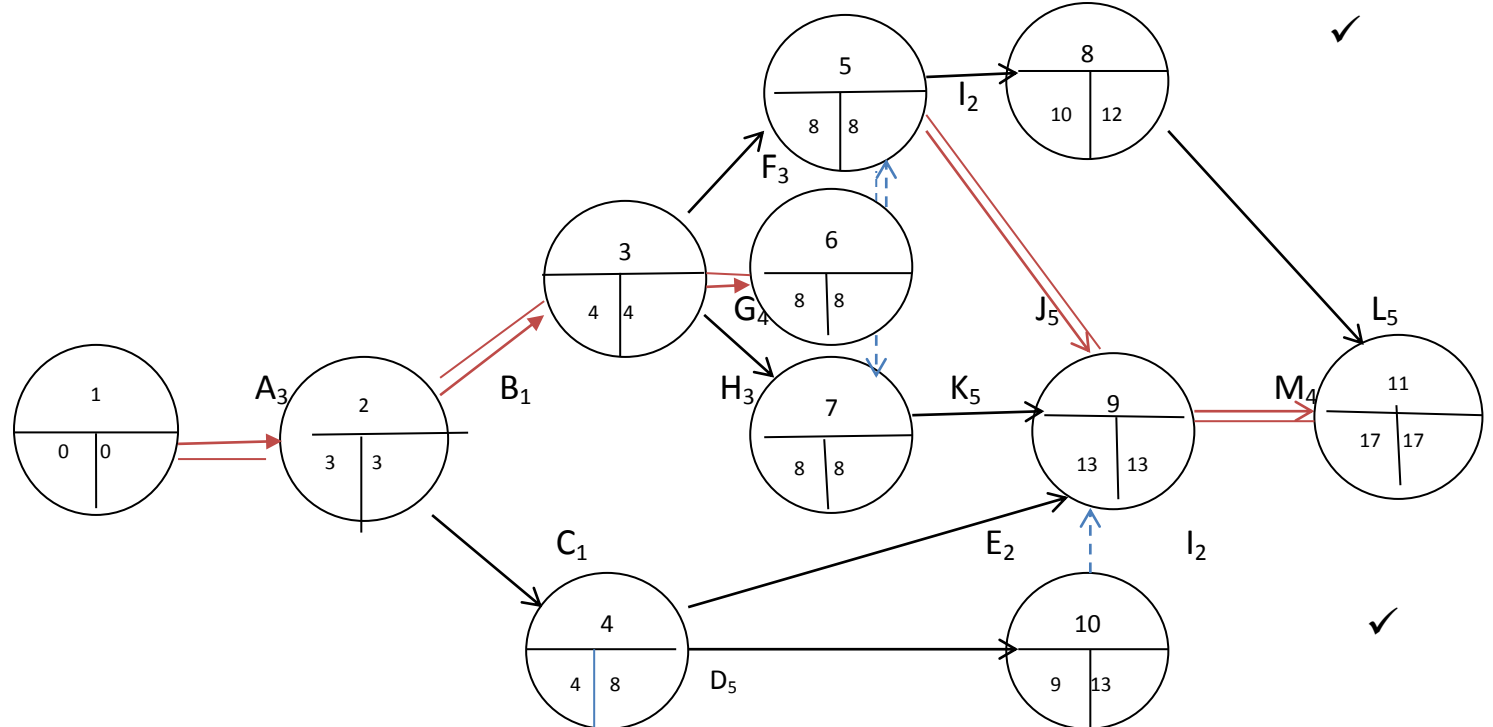 ✓
5
8 8
I₂
8
10 12
F₃
3
4 4
6
8 8
G₄
J₅
L₅
1
0 0
A₃
2
3 3
B₁
H₃
7
8 8
K₅
9
13 13
M₄
11
17 17
C₁
E₂
I₂
4
4 8
D₅
10
9 13
✓